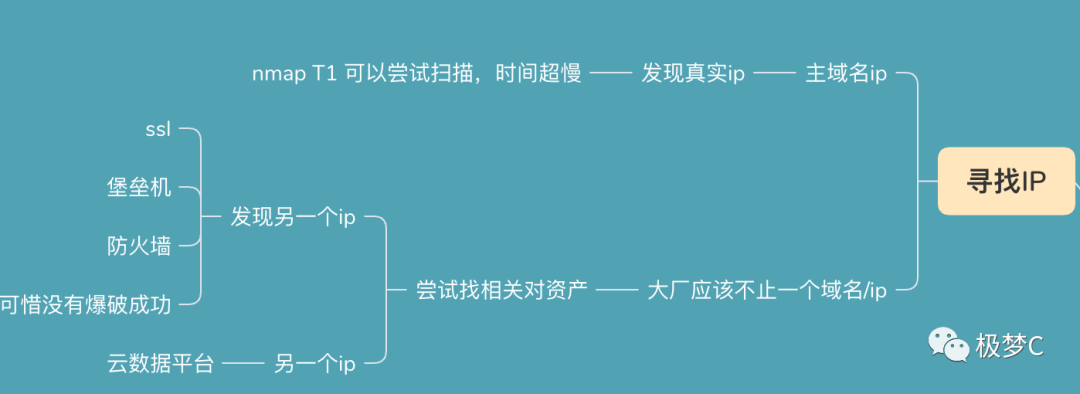 nmap T1 可以尝试扫描，时间超慢
发现真实ip
主域名ip
ssl
堡垒机
寻找IP
发现另一个ip
防火墙
尝试找相关对资产
大厂应该不止一个域名/ip
可惜没有爆破成功
极梦C
云数据平台
另一个ip